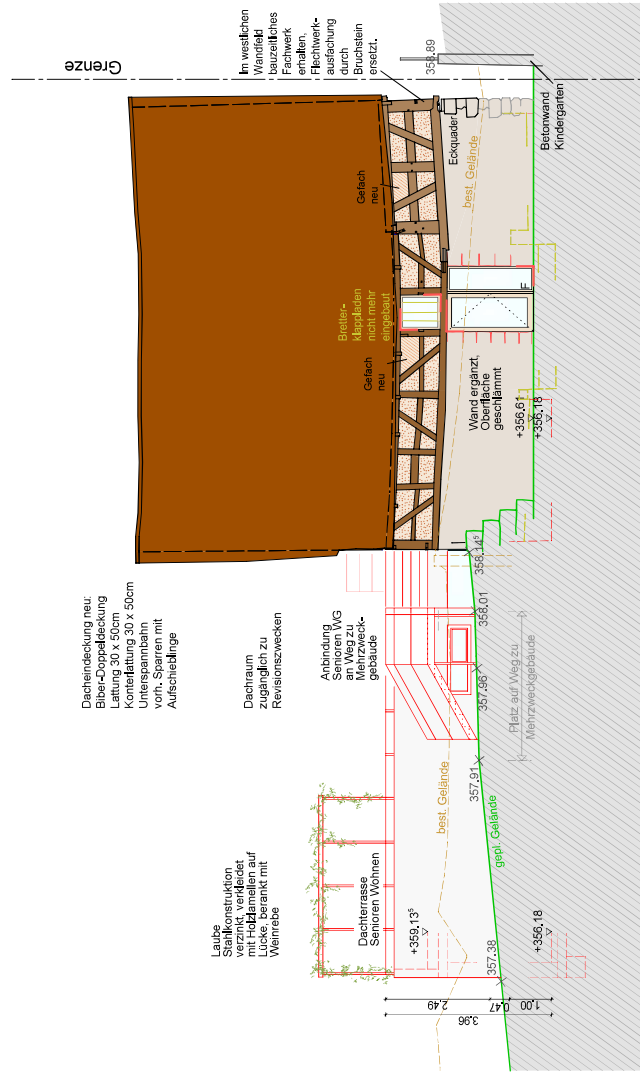 Grenze
Im westlichen
Wandfeld
bauzeitliches
Fachwerk
erhalten,
Flechtwerk-
ausfachung
durch
Bruchstein
ersetzt.
358.89
Betonwand
Kindergarten
Eckquader
best. Gelände
Gefach
neu
Bretter-
klappladen
nicht mehr
eingebaut
F
Gefach
neu
Wand ergänzt,
Oberfläche
geschlämmt
+356.61
+356.18
Dacheindeckung neu:
Biber-Doppeldeckung
Lattung 30 x 50cm
Konterlattung 30 x 50cm
Unterspannbahn
vorh. Sparren mit
Aufschieblinge
Dachraum
zugänglich zu
Revisionszwecken
Anbindung
Senioren WG
an Weg zu
Mehrzweck-
gebäude
358.14⁵
358.01
357.96
357.91
Platz auf Weg zu
Mehrzweckgebäude
best. Gelände
gepl. Gelände
Laube
Stahlkonstruktion
verzinkt, verkleidet
mit Holzlamellen auf
Lücke, berankt mit
Weinrebe
Dachterrasse
Senioren Wohnen
+359.13⁵
357.38
+356.18
2.49
0.47
1.00
3.96